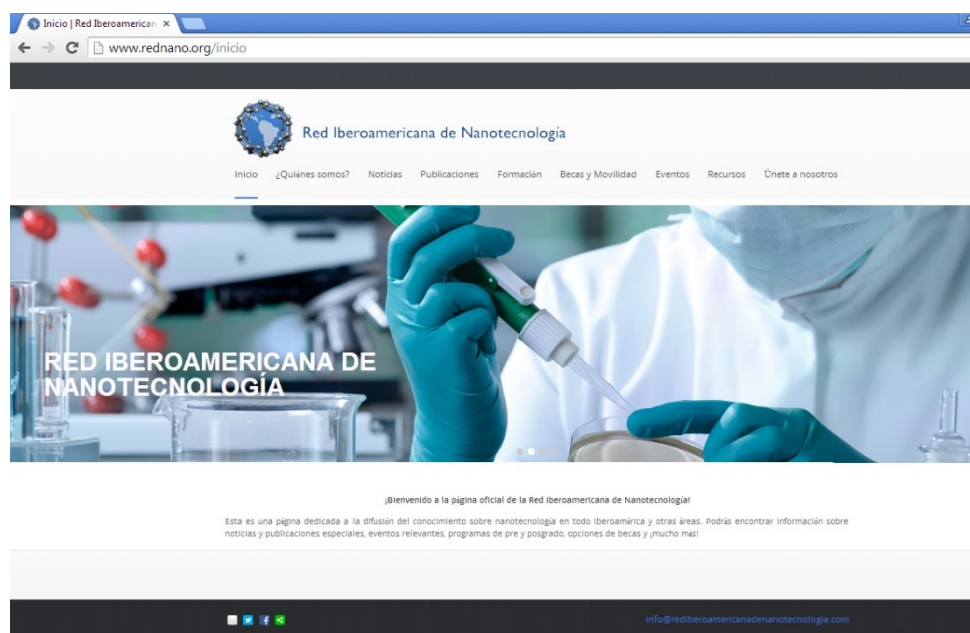 Inicio | Red Iberoamerican
www.rednano.org/inicio
Red Iberoamericana de Nanotecnología
Inicio ¿Quiénes somos? Noticias Publicaciones Formación Becas y Movilidad Eventos Recursos Únete a nosotros
RED IBEROAMERICANA DE
NANOTECNOLOGÍA
¡Bienvenido a la página oficial de la Red Iberoamericana de Nanotecnología!
Esta es una página dedicada a la difusión del conocimiento sobre nanotecnología en todo Iberoamérica y otras áreas. Podrás encontrar información sobre
noticias y publicaciones especiales, eventos relevantes, programas de pre y posgrado, opciones de becas y ¡mucho más!
info@rediberoamericanadenanotecnologia.com